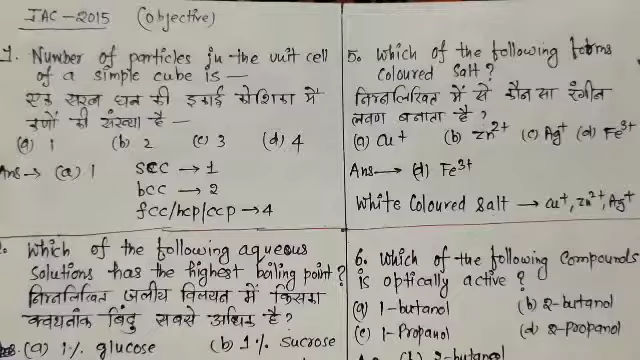 JAC-2015 (objective)
1. Number of particles in the unit cell
of a simple cube is —
एक सरल घन की इकाई कोशिका में
कणों की संख्या है —
(a) 1 (b) 2 (c) 3 (d) 4
Ans→ (a) 1 scc → 1
bcc → 2
fcc/hcp/ccp → 4
2. Which of the following aqueous
solutions has the highest boiling point?
निम्नलिखित जलीय विलयन में किसका
क्वथनांक बिंदु सबसे अधिक है?
(a) 1% glucose (b) 1% sucrose
5. Which of the following forms
coloured salt?
निम्नलिखित में से कौन सा रंगीन
लवण बनाता है?
(a) Cu+ (b) Zn2+ (c) Ag+ (d) Fe3+
Ans→ (d) Fe3+
White coloured salt → Cu+, Zn2+, Ag+
6. Which of the following compounds
is optically active?
(a) 1-butanol (b) 2-butanol
(c) 1-Propanol (d) 2-Propanol
(b) 2-butanol